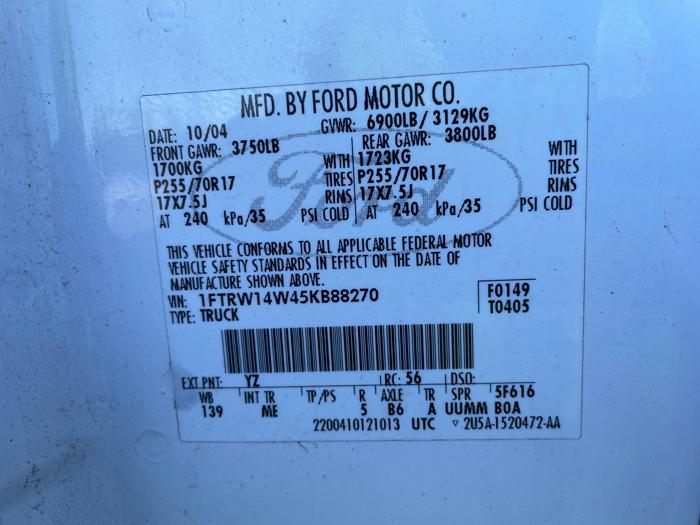 MFD. BY FORD MOTOR CO.
DATE: 10/04 GVWR: 6900LB/ 3129KG
FRONT GAWR: 3750LB REAR GAWR: 3800LB
1700KG WITH 1723KG WITH
P255/70R17 TIRES P255/70R17 TIRES
17X7.5J RIMS 17X7.5J RIMS
AT 240 kPa/35 PSI COLD AT 240 kPa/35 PSI COLD
Ford
THIS VEHICLE CONFORMS TO ALL APPLICABLE FEDERAL MOTOR
VEHICLE SAFETY STANDARDS IN EFFECT ON THE DATE OF
MANUFACTURE SHOWN ABOVE.
VIN: 1FTRW14W45KB88270 F0149
TYPE: TRUCK T0405
EXT PNT: YZ RC: 56 DSO:
WB INT TR TP/PS R AXLE TR SPR 5F616
139 ME 5 B6 A UUMM BOA
2200410121013 UTC ▽ 2U5A-1520472-AA